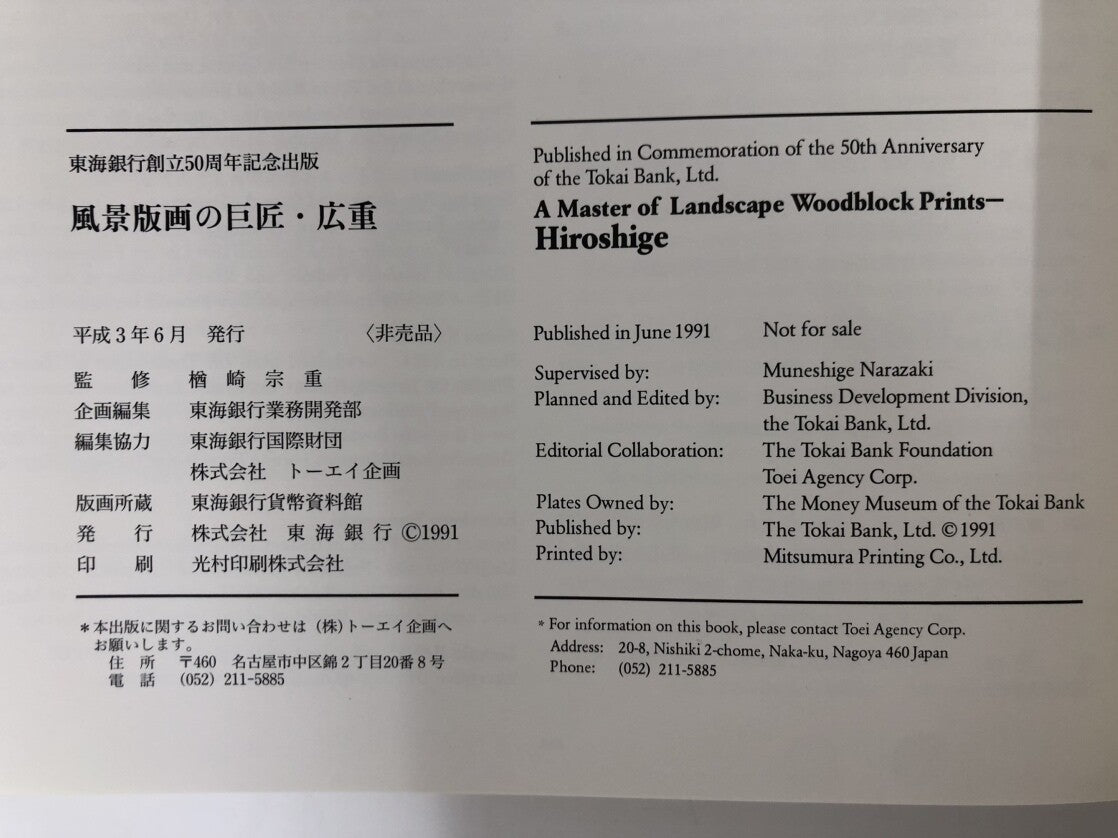 東海銀行創立50周年記念出版
風景版画の巨匠・広重
平成3年6月 発行 〈非売品〉
監 修 楢 崎 宗 重
企画編集 東海銀行業務開発部
編集協力 東海銀行国際財団
株式会社 トーエイ企画
版画所蔵 東海銀行貨幣資料館
発 行 株式会社 東 海 銀 行 ©1991
印 刷 光村印刷株式会社
*本出版に関するお問い合わせは (株)トーエイ企画へ
お願いします。
住 所 〒460 名古屋市中区錦2丁目20番8号
電 話 (052) 211-5885
Published in Commemoration of the 50th Anniversary
of the Tokai Bank, Ltd.
A Master of Landscape Woodblock Prints—
Hiroshige
Published in June 1991 Not for sale
Supervised by: Muneshige Narazaki
Planned and Edited by: Business Development Division,
the Tokai Bank, Ltd.
Editorial Collaboration: The Tokai Bank Foundation
Toei Agency Corp.
Plates Owned by: The Money Museum of the Tokai Bank
Published by: The Tokai Bank, Ltd. ©1991
Printed by: Mitsumura Printing Co., Ltd.
* For information on this book, please contact Toei Agency Corp.
Address: 20-8, Nishiki 2-chome, Naka-ku, Nagoya 460 Japan
Phone: (052) 211-5885